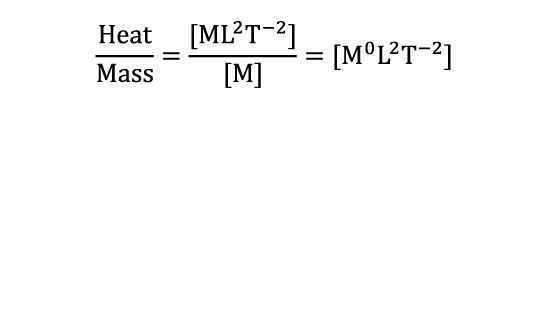 Heat/Mass = [ML²T⁻²]/[M] = [M⁰L²T⁻²]